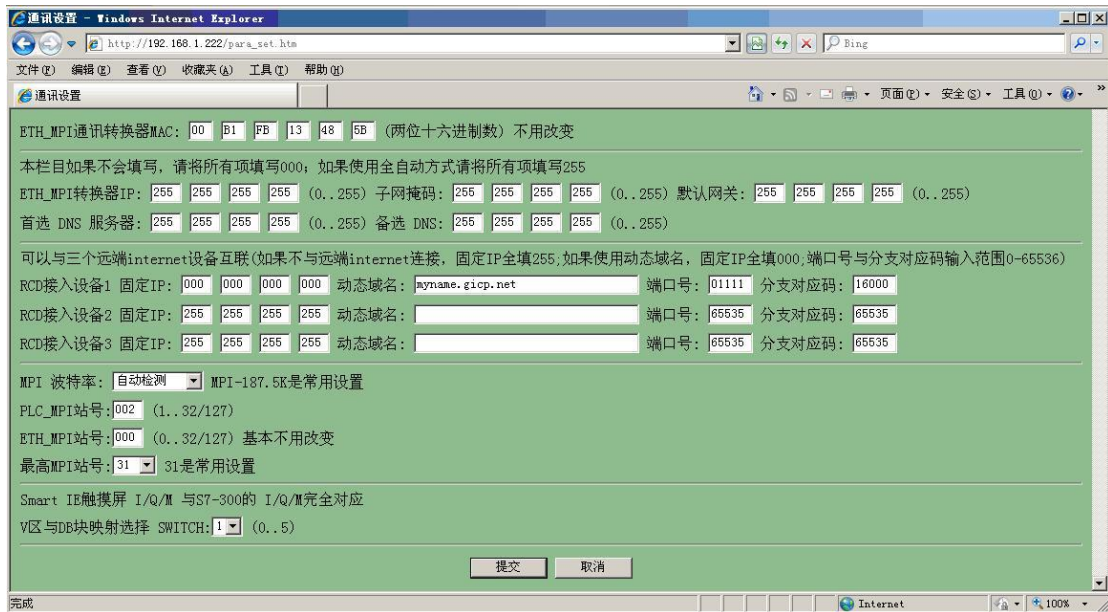 通讯设置 - Windows Internet Explorer
http://192.168.1.222/para_set.htm
Bing
文件(F) 编辑(E) 查看(V) 收藏夹(A) 工具(T) 帮助(H)
通讯设置 页面(P) 安全(S) 工具(O)
ETH_MPI通讯转换器MAC: 00 B1 FB 13 48 5B (两位十六进制数) 不用改变
本栏目如果不会填写，请将所有项填写000；如果使用全自动方式请将所有项填写255
ETH_MPI转换器IP: 255 255 255 255 (0..255) 子网掩码: 255 255 255 255 (0..255) 默认网关: 255 255 255 255 (0..255)
首选 DNS 服务器: 255 255 255 255 (0..255) 备选 DNS: 255 255 255 255 (0..255)
可以与三个远端internet设备互联(如果不与远端internet连接，固定IP全填255;如果使用动态域名，固定IP全填000;端口号与分支对应码输入范围0-65536)
RCD接入设备1 固定IP: 000 000 000 000 动态域名: myname.gicp.net 端口号: 01111 分支对应码: 16000
RCD接入设备2 固定IP: 255 255 255 255 动态域名: 端口号: 65535 分支对应码: 65535
RCD接入设备3 固定IP: 255 255 255 255 动态域名: 端口号: 65535 分支对应码: 65535
MPI 波特率: 自动检测 MPI-187.5K是常用设置
PLC_MPI站号: 002 (1..32/127)
ETH_MPI站号: 000 (0..32/127) 基本不用改变
最高MPI站号: 31 31是常用设置
Smart IE触摸屏 I/Q/M 与S7-300的 I/Q/M完全对应
V区与DB块映射选择 SWITCH: 1 (0..5)
提交 取消
完成 Internet 100%